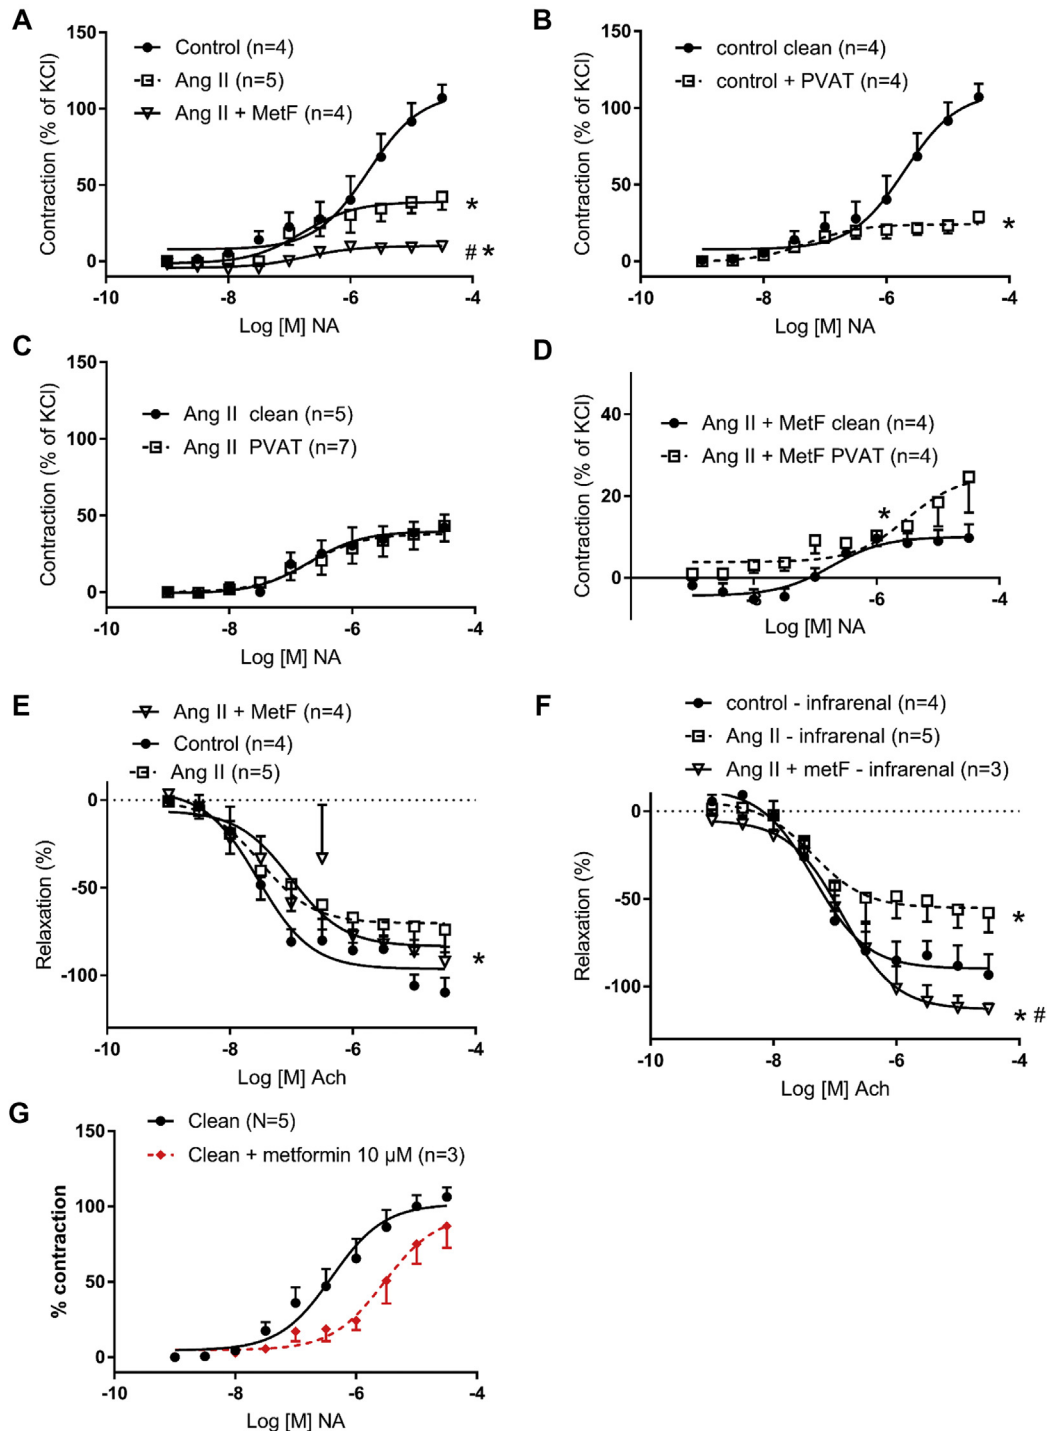 A
Control (n=4)
Ang II (n=5)
Ang II + MetF (n=4)
Contraction (% of KCl)
150
100
50
0
*
# *
-10 -8 -6 -4
Log [M] NA
B
control clean (n=4)
control + PVAT (n=4)
Contraction (% of KCl)
150
100
50
0
*
-10 -8 -6 -4
Log [M] NA
C
Ang II clean (n=5)
Ang II PVAT (n=7)
Contraction (% of KCl)
150
100
50
0
-10 -8 -6 -4
Log [M] NA
D
Ang II + MetF clean (n=4)
Ang II + MetF PVAT (n=4)
Contraction (% of KCl)
40
20
0
*
-8 -6 -4
Log [M] NA
E
Ang II + MetF (n=4)
Control (n=4)
Ang II (n=5)
Relaxation (%)
0
-50
-100
*
-10 -8 -6 -4
Log [M] Ach
F
control - infrarenal (n=4)
Ang II - infrarenal (n=5)
Ang II + metF - infrarenal (n=3)
Relaxation (%)
0
-50
-100
*
* #
-10 -8 -6 -4
Log [M] Ach
G
Clean (N=5)
Clean + metformin 10 µM (n=3)
% contraction
150
100
50
0
-10 -8 -6 -4
Log [M] NA